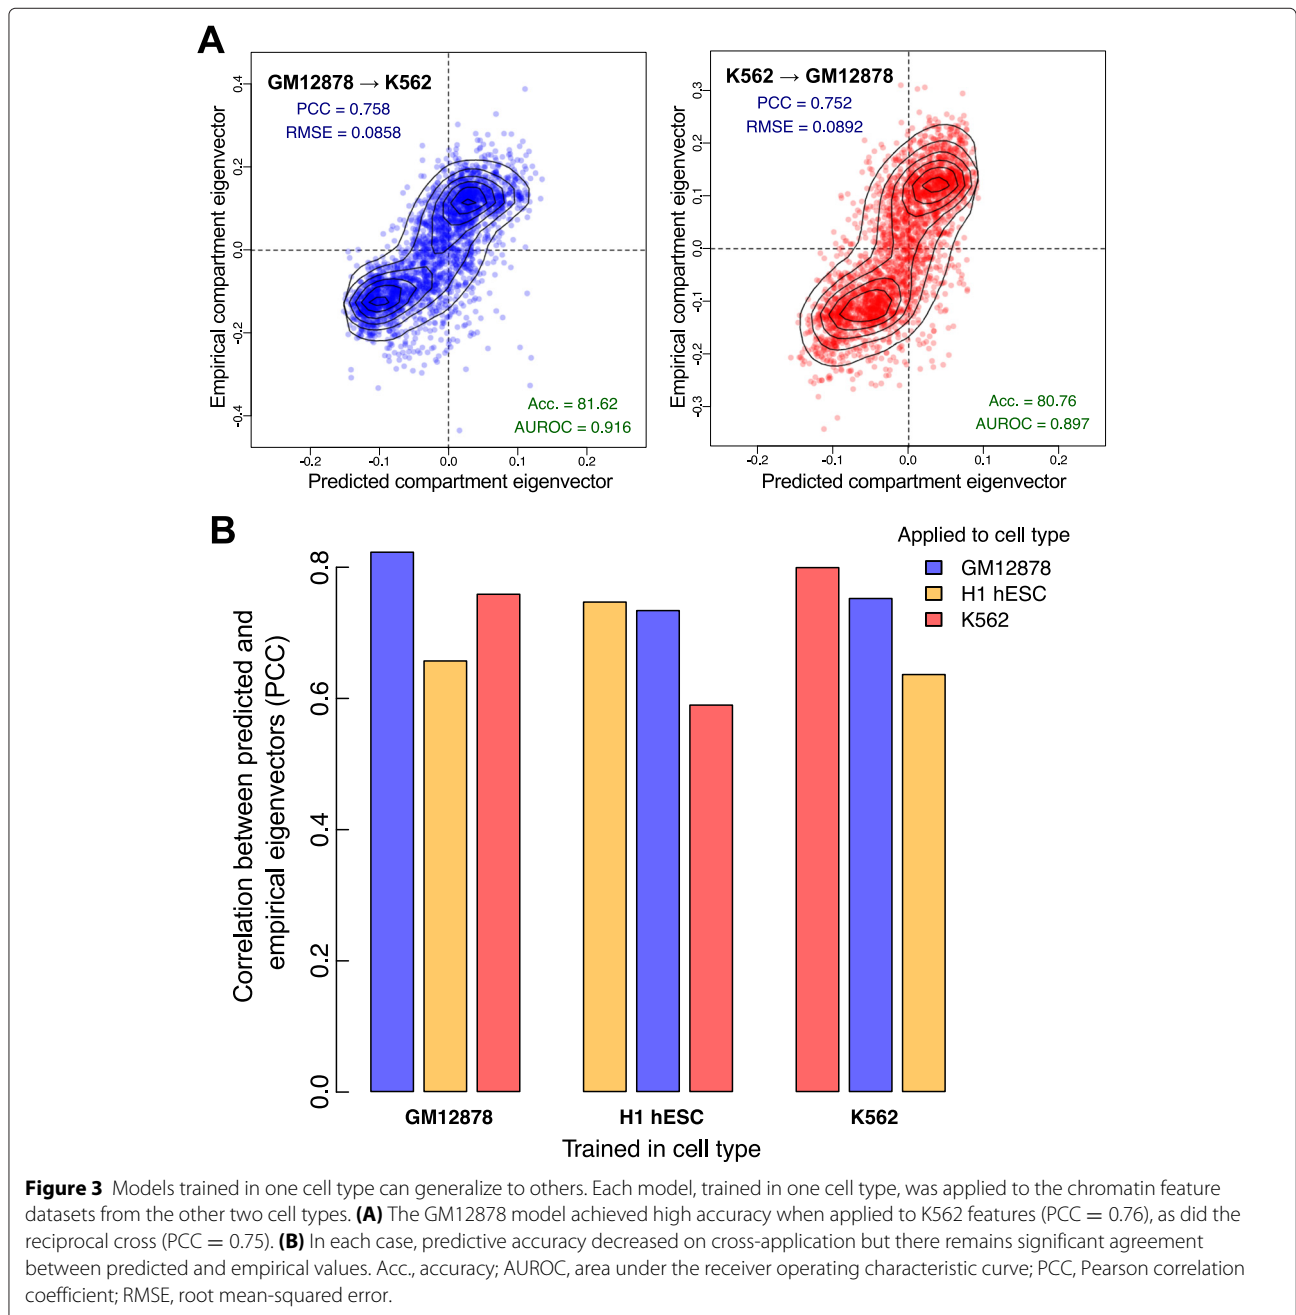 A
GM12878 → K562
PCC = 0.758
RMSE = 0.0858
Acc. = 81.62
AUROC = 0.916
Empirical compartment eigenvector
0.4
0.2
0.0
-0.2
-0.4
-0.2
-0.1
0.0
0.1
0.2
Predicted compartment eigenvector
K562 → GM12878
PCC = 0.752
RMSE = 0.0892
Acc. = 80.76
AUROC = 0.897
Empirical compartment eigenvector
0.3
0.2
0.1
0.0
-0.1
-0.2
-0.3
-0.2
-0.1
0.0
0.1
0.2
Predicted compartment eigenvector
B
Applied to cell type
GM12878
H1 hESC
K562
Correlation between predicted and
empirical eigenvectors (PCC)
0.8
0.6
0.4
0.2
0.0
GM12878
H1 hESC
K562
Trained in cell type
Figure 3 Models trained in one cell type can generalize to others. Each model, trained in one cell type, was applied to the chromatin feature
datasets from the other two cell types. (A) The GM12878 model achieved high accuracy when applied to K562 features (PCC = 0.76), as did the
reciprocal cross (PCC = 0.75). (B) In each case, predictive accuracy decreased on cross-application but there remains significant agreement
between predicted and empirical values. Acc., accuracy; AUROC, area under the receiver operating characteristic curve; PCC, Pearson correlation
coefficient; RMSE, root mean-squared error.